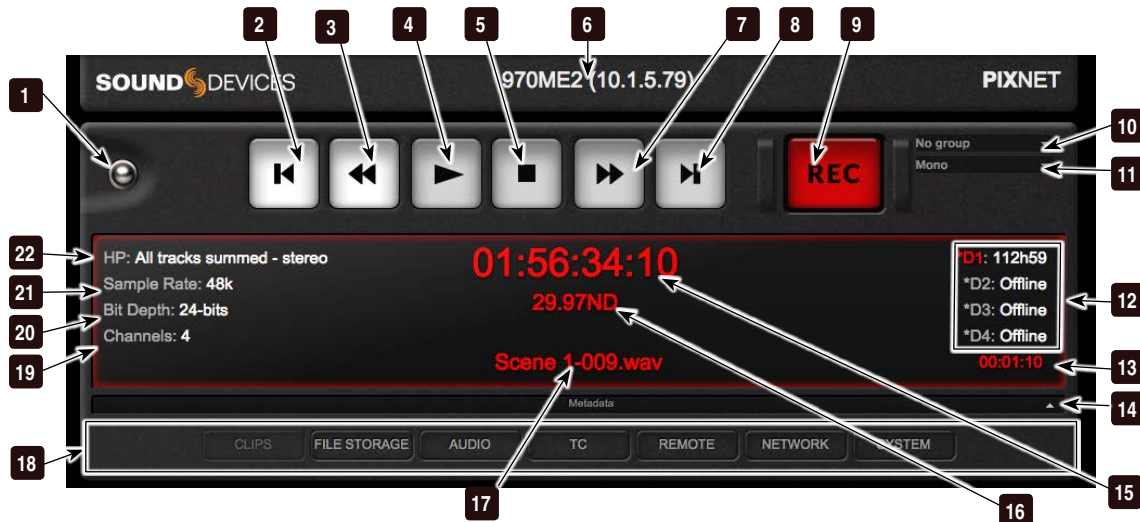 2 3 4 5 6 7 8 9
SOUND DEVICES 970ME2 (10.1.5.79) PIXNET
1
REC
No group 10
Mono 11
22 HP: All tracks summed - stereo 01:56:34:10 *D1: 112h59
21 Sample Rate: 48k 29.97ND *D2: Offline 12
20 Bit Depth: 24-bits *D3: Offline
19 Channels: 4 *D4: Offline
Scene 1-009.wav 00:01:10 13
Metadata 14
18 CLIPS FILE STORAGE AUDIO TC REMOTE NETWORK SYSTEM
17 16 15